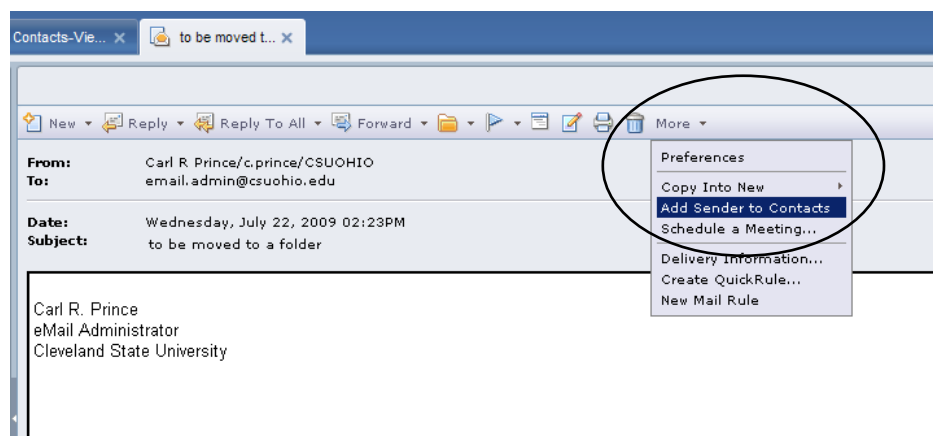 Contacts-Vie... to be moved t...
New Reply Reply To All Forward More
From: Carl R Prince/c.prince/CSUOHIO
To: email.admin@csuohio.edu
Date: Wednesday, July 22, 2009 02:23PM
Subject: to be moved to a folder
Preferences
Copy Into New
Add Sender to Contacts
Schedule a Meeting...
Delivery Information...
Create QuickRule...
New Mail Rule
Carl R. Prince
eMail Administrator
Cleveland State University